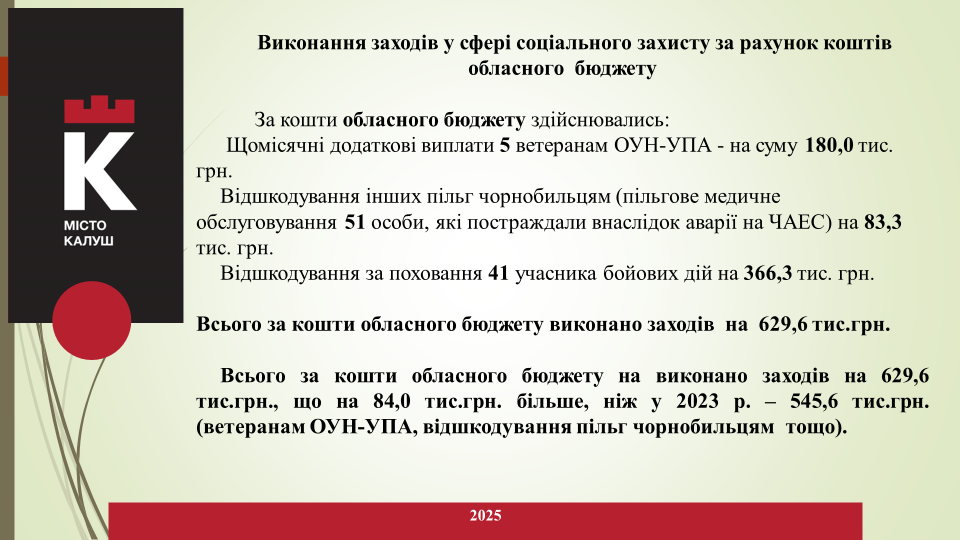 Виконання заходів у сфері соціального захисту за рахунок коштів
обласного бюджету
За кошти обласного бюджету здійснювались:
Щомісячні додаткові виплати 5 ветеранам ОУН-УПА - на суму 180,0 тис.
грн.
Відшкодування інших пільг чорнобильцям (пільгове медичне
обслуговування 51 особи, які постраждали внаслідок аварії на ЧАЕС) на 83,3
тис. грн.
Відшкодування за поховання 41 учасника бойових дій на 366,3 тис. грн.
Всього за кошти обласного бюджету виконано заходів на 629,6 тис.грн.
Всього за кошти обласного бюджету на виконано заходів на 629,6
тис.грн., що на 84,0 тис.грн. більше, ніж у 2023 р. – 545,6 тис.грн.
(ветеранам ОУН-УПА, відшкодування пільг чорнобильцям тощо).
К
МІСТО
КАЛУШ
2025